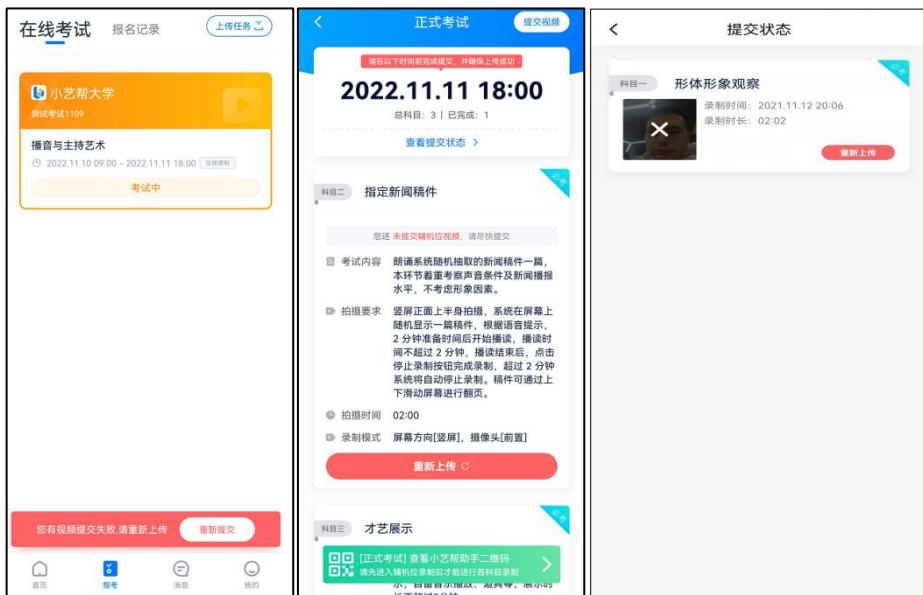 在线考试
报名记录
上传任务
小艺帮大学
测试考试1109
播音与主持艺术
2022.11.10 09:00 - 2022.11.11 18:00 在线录制
考试中
您有视频提交失败,请重新上传
重新提交
首页
报考
消息
我的
正式考试
提交视频
请在以下时间前完成提交，并确保上传成功
2022.11.11 18:00
总科目：3 | 已完成：1
查看提交状态 >
科目二
指定新闻稿件
必考
您还 未提交辅机位视频，请尽快提交
考试内容
朗诵系统随机抽取的新闻稿件一篇，
本环节着重考察声音条件及新闻播报
水平，不考虑形象因素。
拍摄要求
竖屏正面上半身拍摄，系统在屏幕上
随机显示一篇稿件，根据语音提示，
2 分钟准备时间后开始播读，播读时
间不超过 2 分钟，播读结束后，点击
停止录制按钮完成录制，超过 2 分钟
系统将自动停止录制。稿件可通过上
下滑动屏幕进行翻页。
拍摄时间
02:00
录制模式
屏幕方向[竖屏]，摄像头[前置]
重新上传
科目三
才艺展示
必考
[正式考试] 查看小艺帮助手二维码
请先进入辅机位录制后才能进行各科目录制
提交状态
科目一
形体形象观察
必考
录制时间：2021.11.12 20:06
录制时长：02:02
重新上传